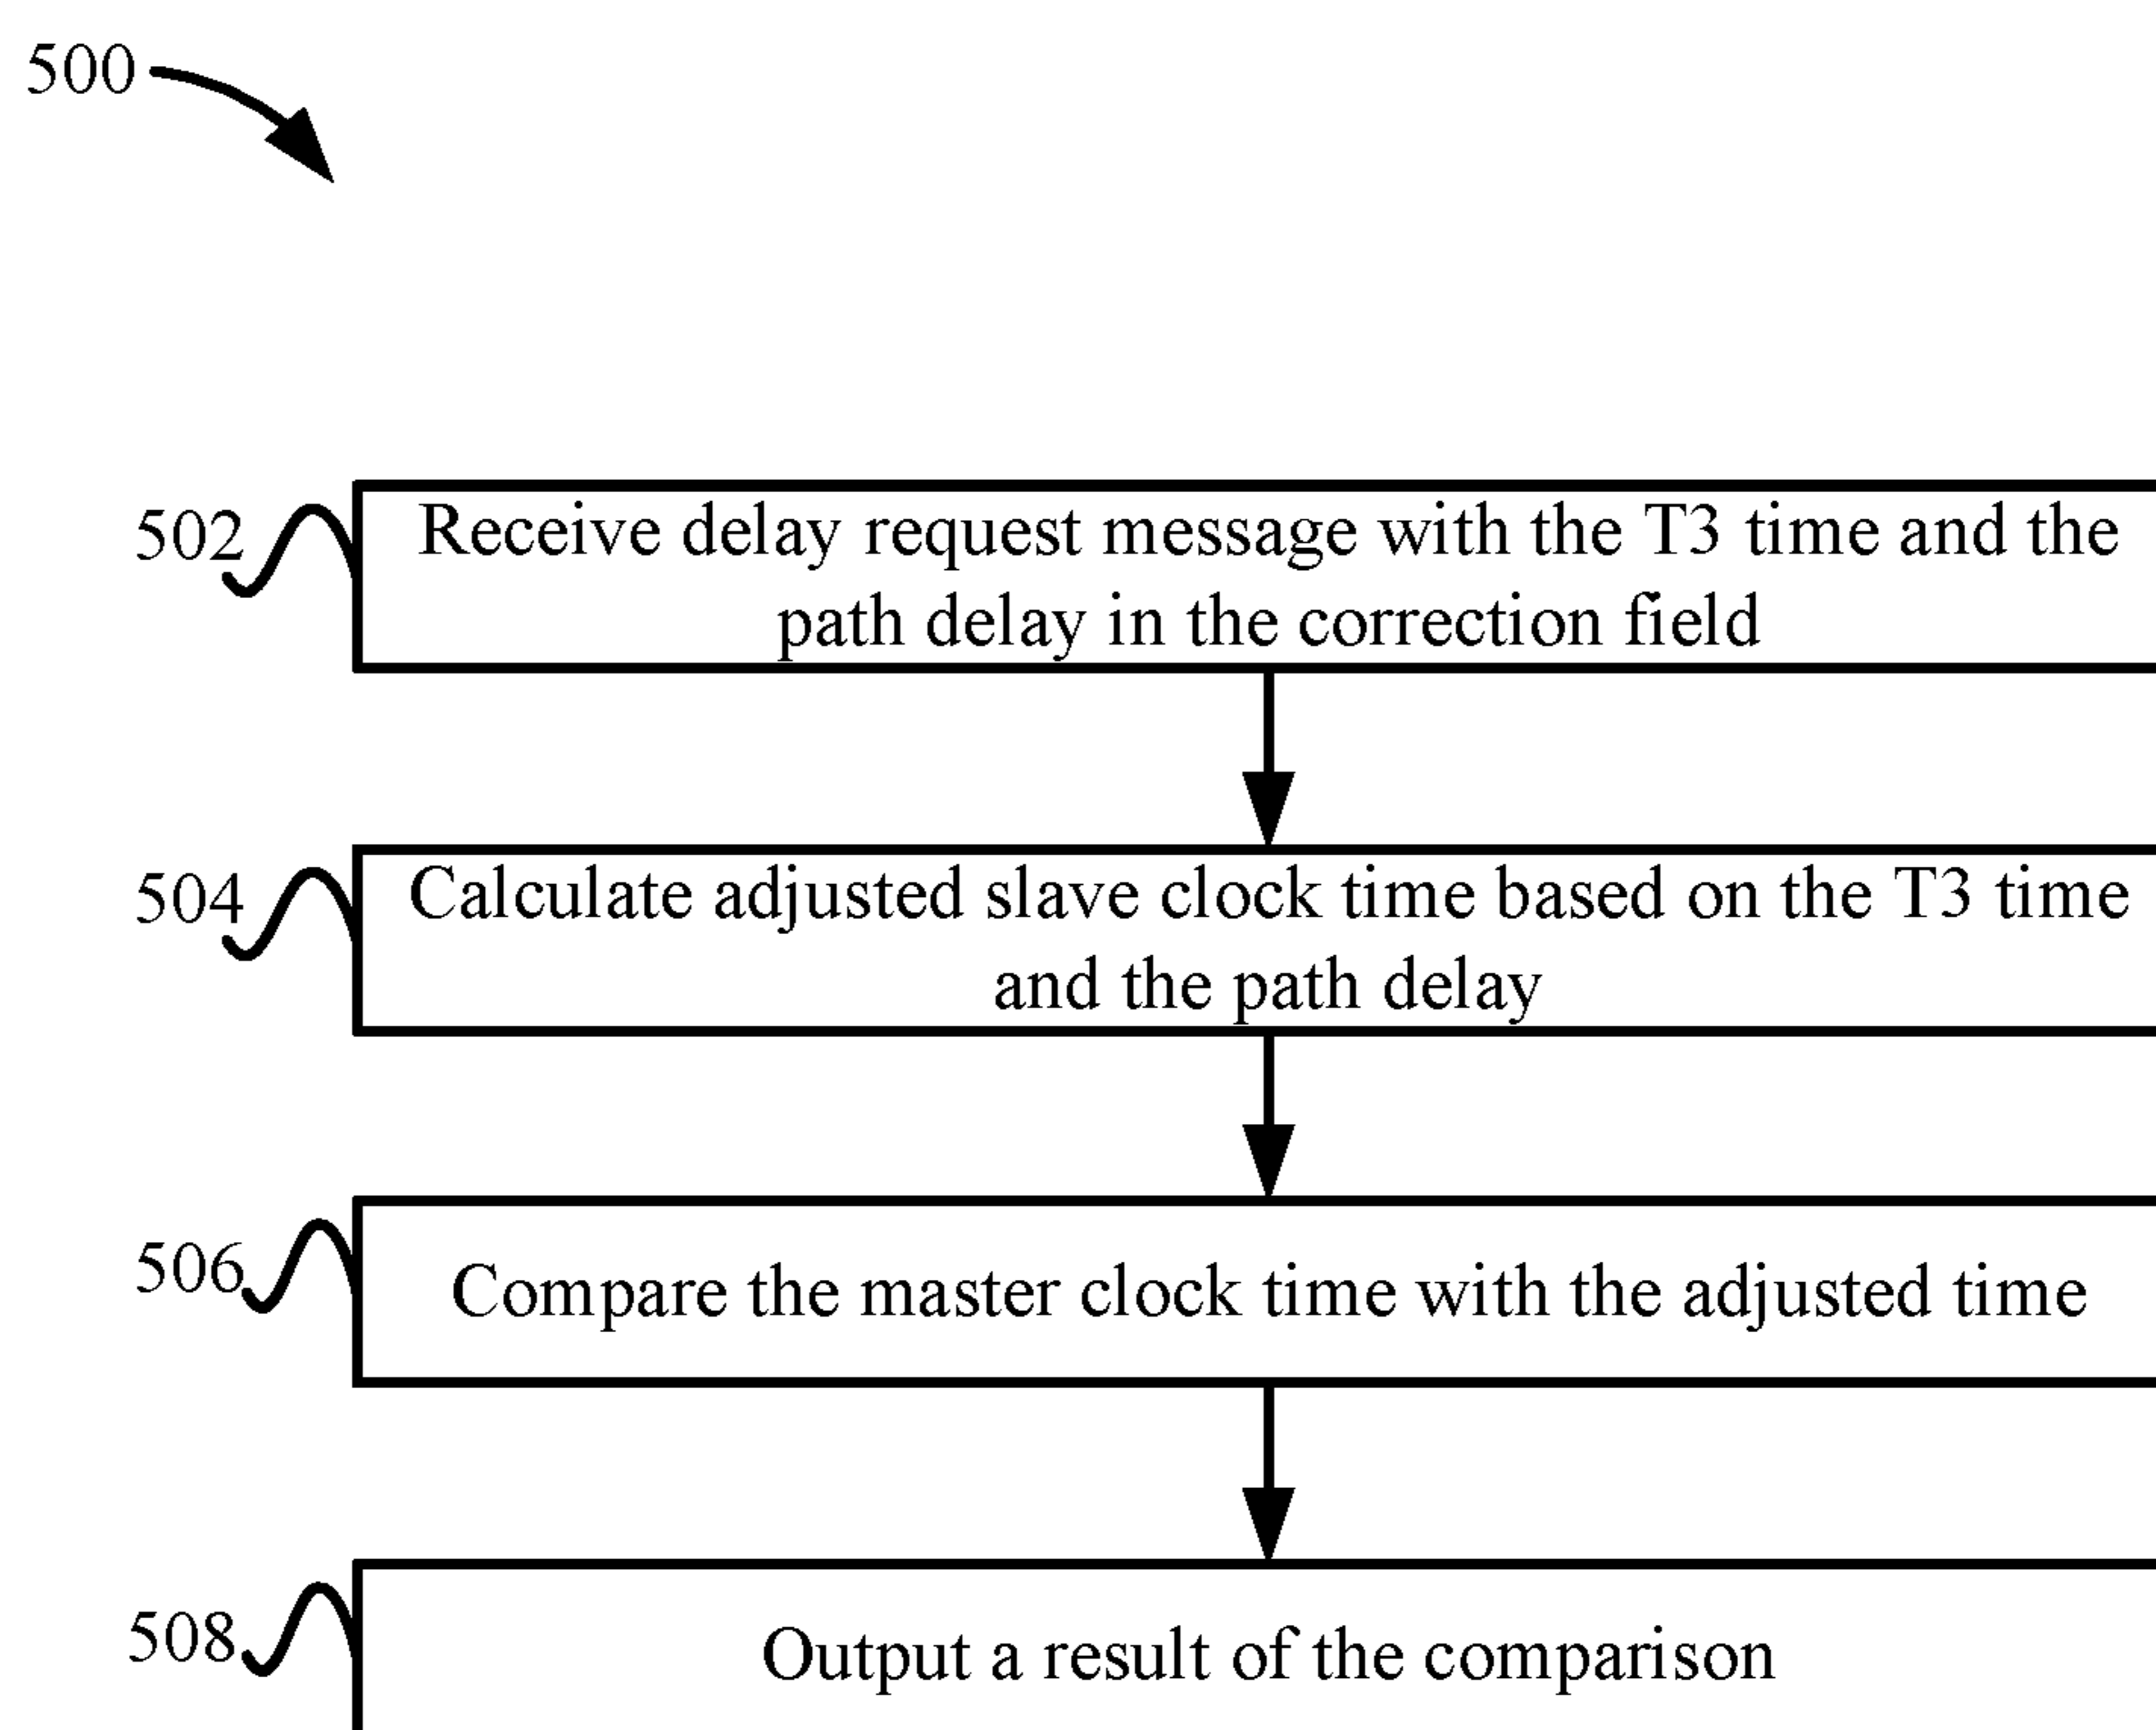 500
502
Receive delay request message with the T3 time and the
path delay in the correction field
504
Calculate adjusted slave clock time based on the T3 time
and the path delay
506
Compare the master clock time with the adjusted time
508
Output a result of the comparison